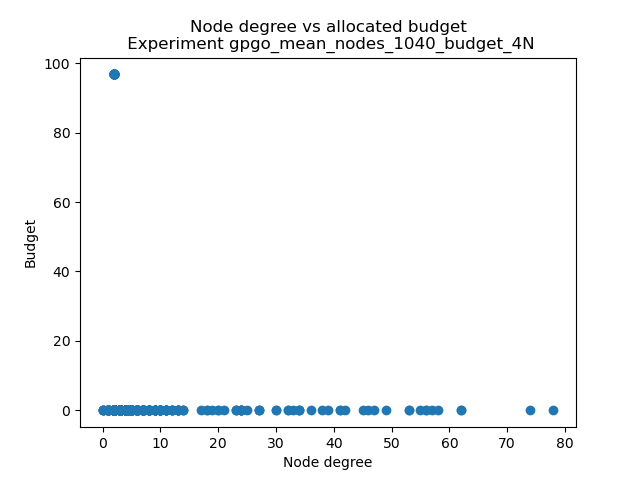 Node degree vs allocated budget
Experiment gpgo_mean_nodes_1040_budget_4N
100
80
60
40
20
0
Budget
0 10 20 30 40 50 60 70 80
Node degree